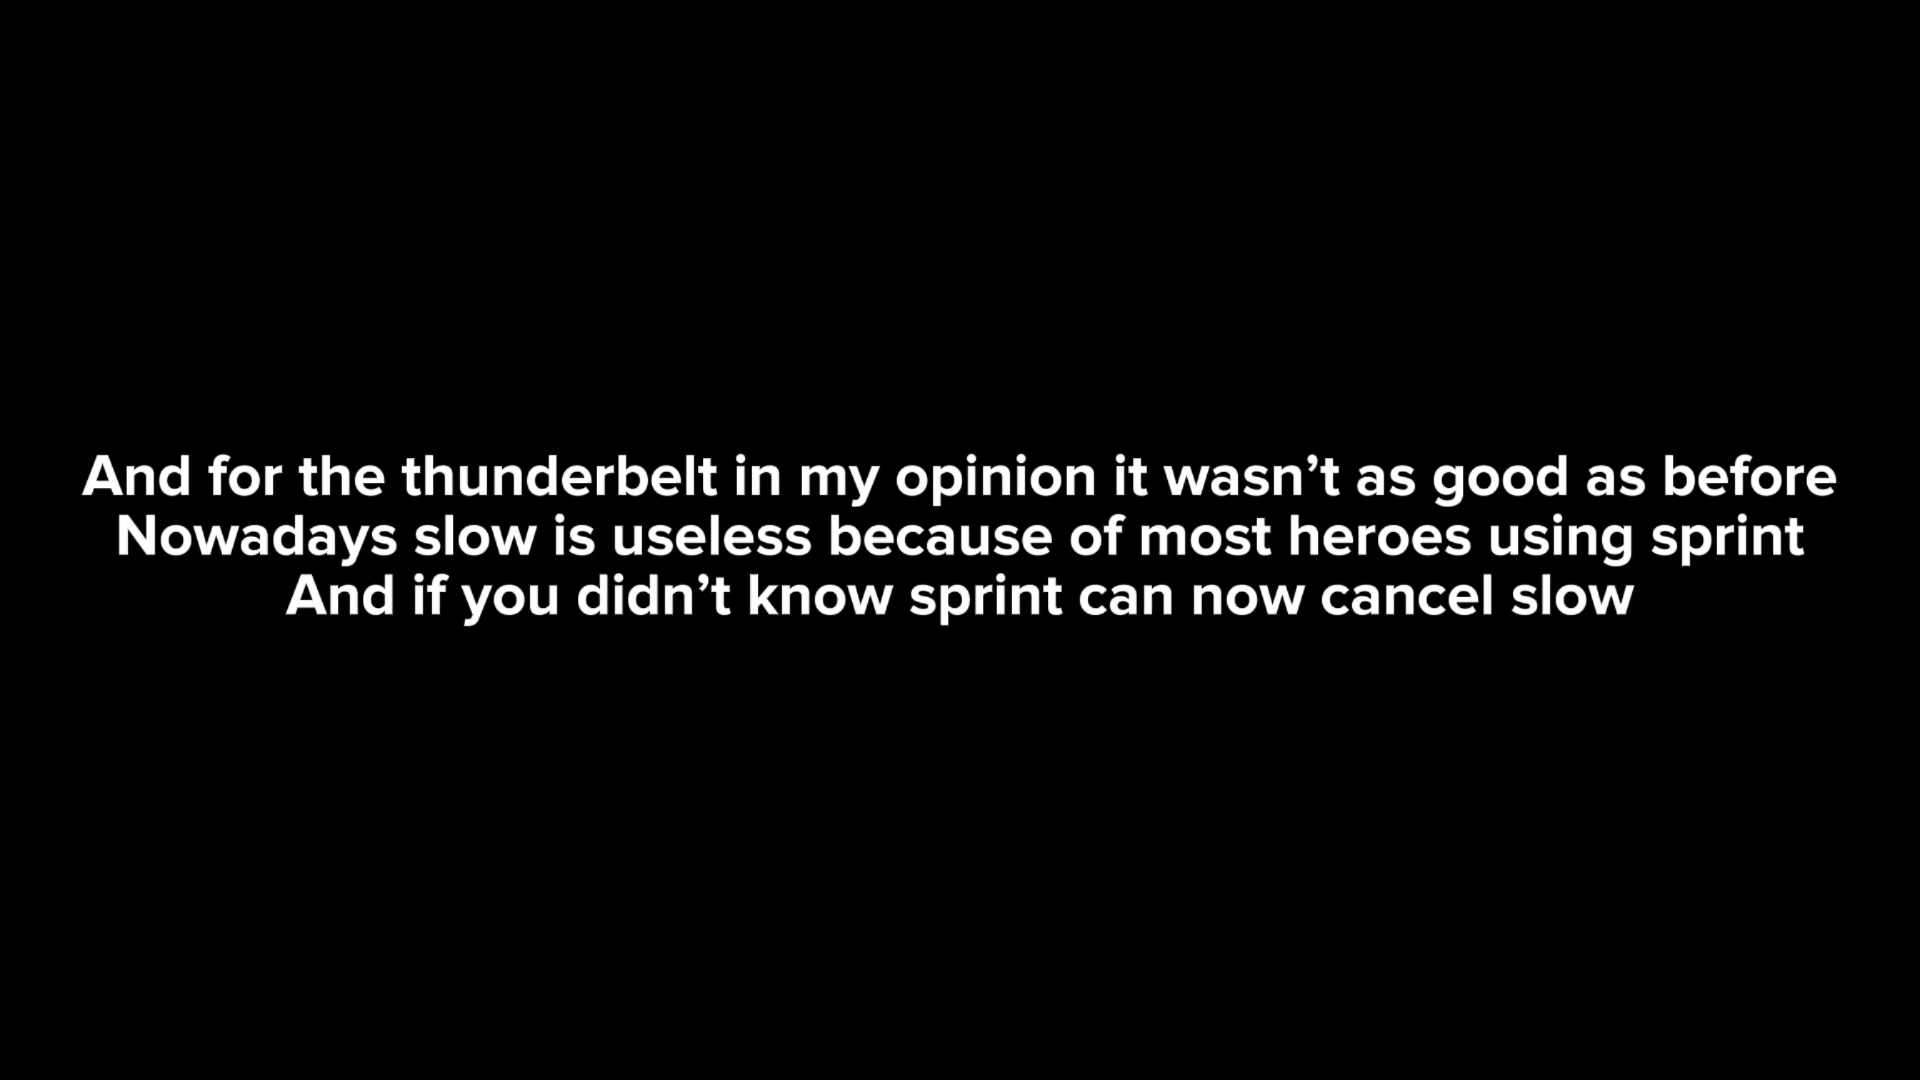 And for the thunderbelt in my opinion it wasn’t as good as before
Nowadays slow is useless because of most heroes using sprint
And if you didn’t know sprint can now cancel slow